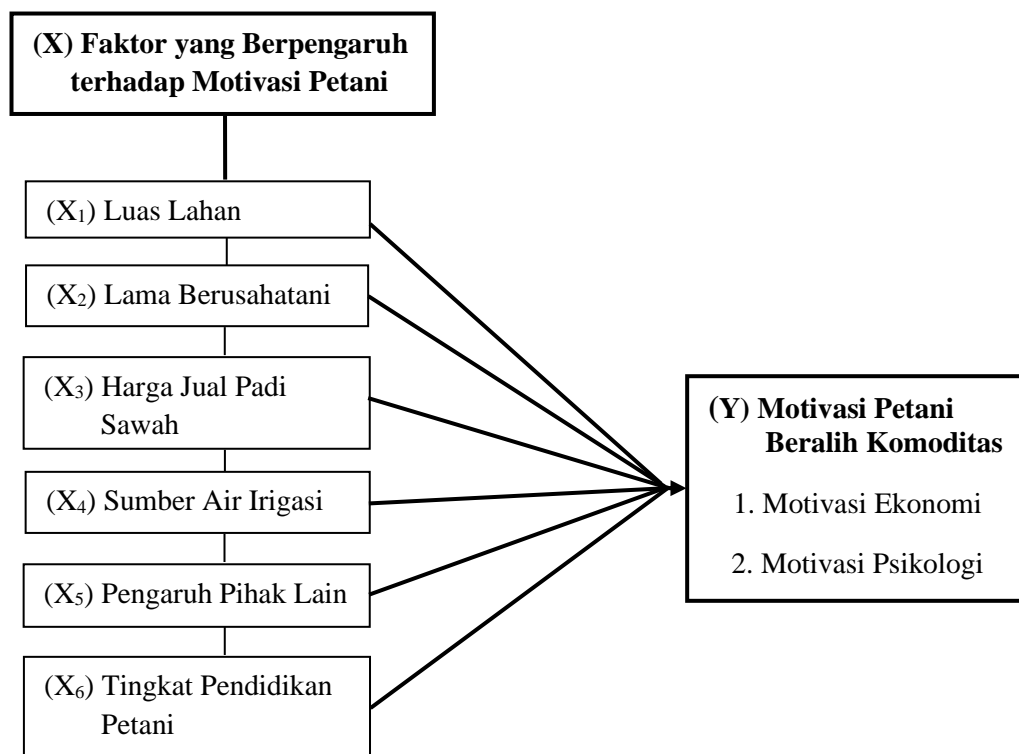 (X) Faktor yang Berpengaruh
terhadap Motivasi Petani
(X₁) Luas Lahan
(X₂) Lama Berusahatani
(X₃) Harga Jual Padi
Sawah
(X₄) Sumber Air Irigasi
(X₅) Pengaruh Pihak Lain
(X₆) Tingkat Pendidikan
Petani
(Y) Motivasi Petani
Beralih Komoditas
1. Motivasi Ekonomi
2. Motivasi Psikologi